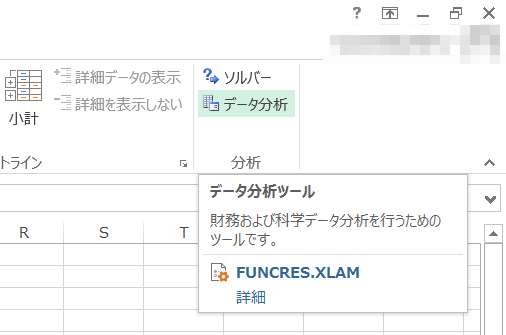 ?
詳細データの表示
詳細を表示しない
小計
ソルバー
データ分析
トライン
分析
データ分析ツール
財務および科学データ分析を行うための
ツールです。
FUNCRES.XLAM
詳細
R S T